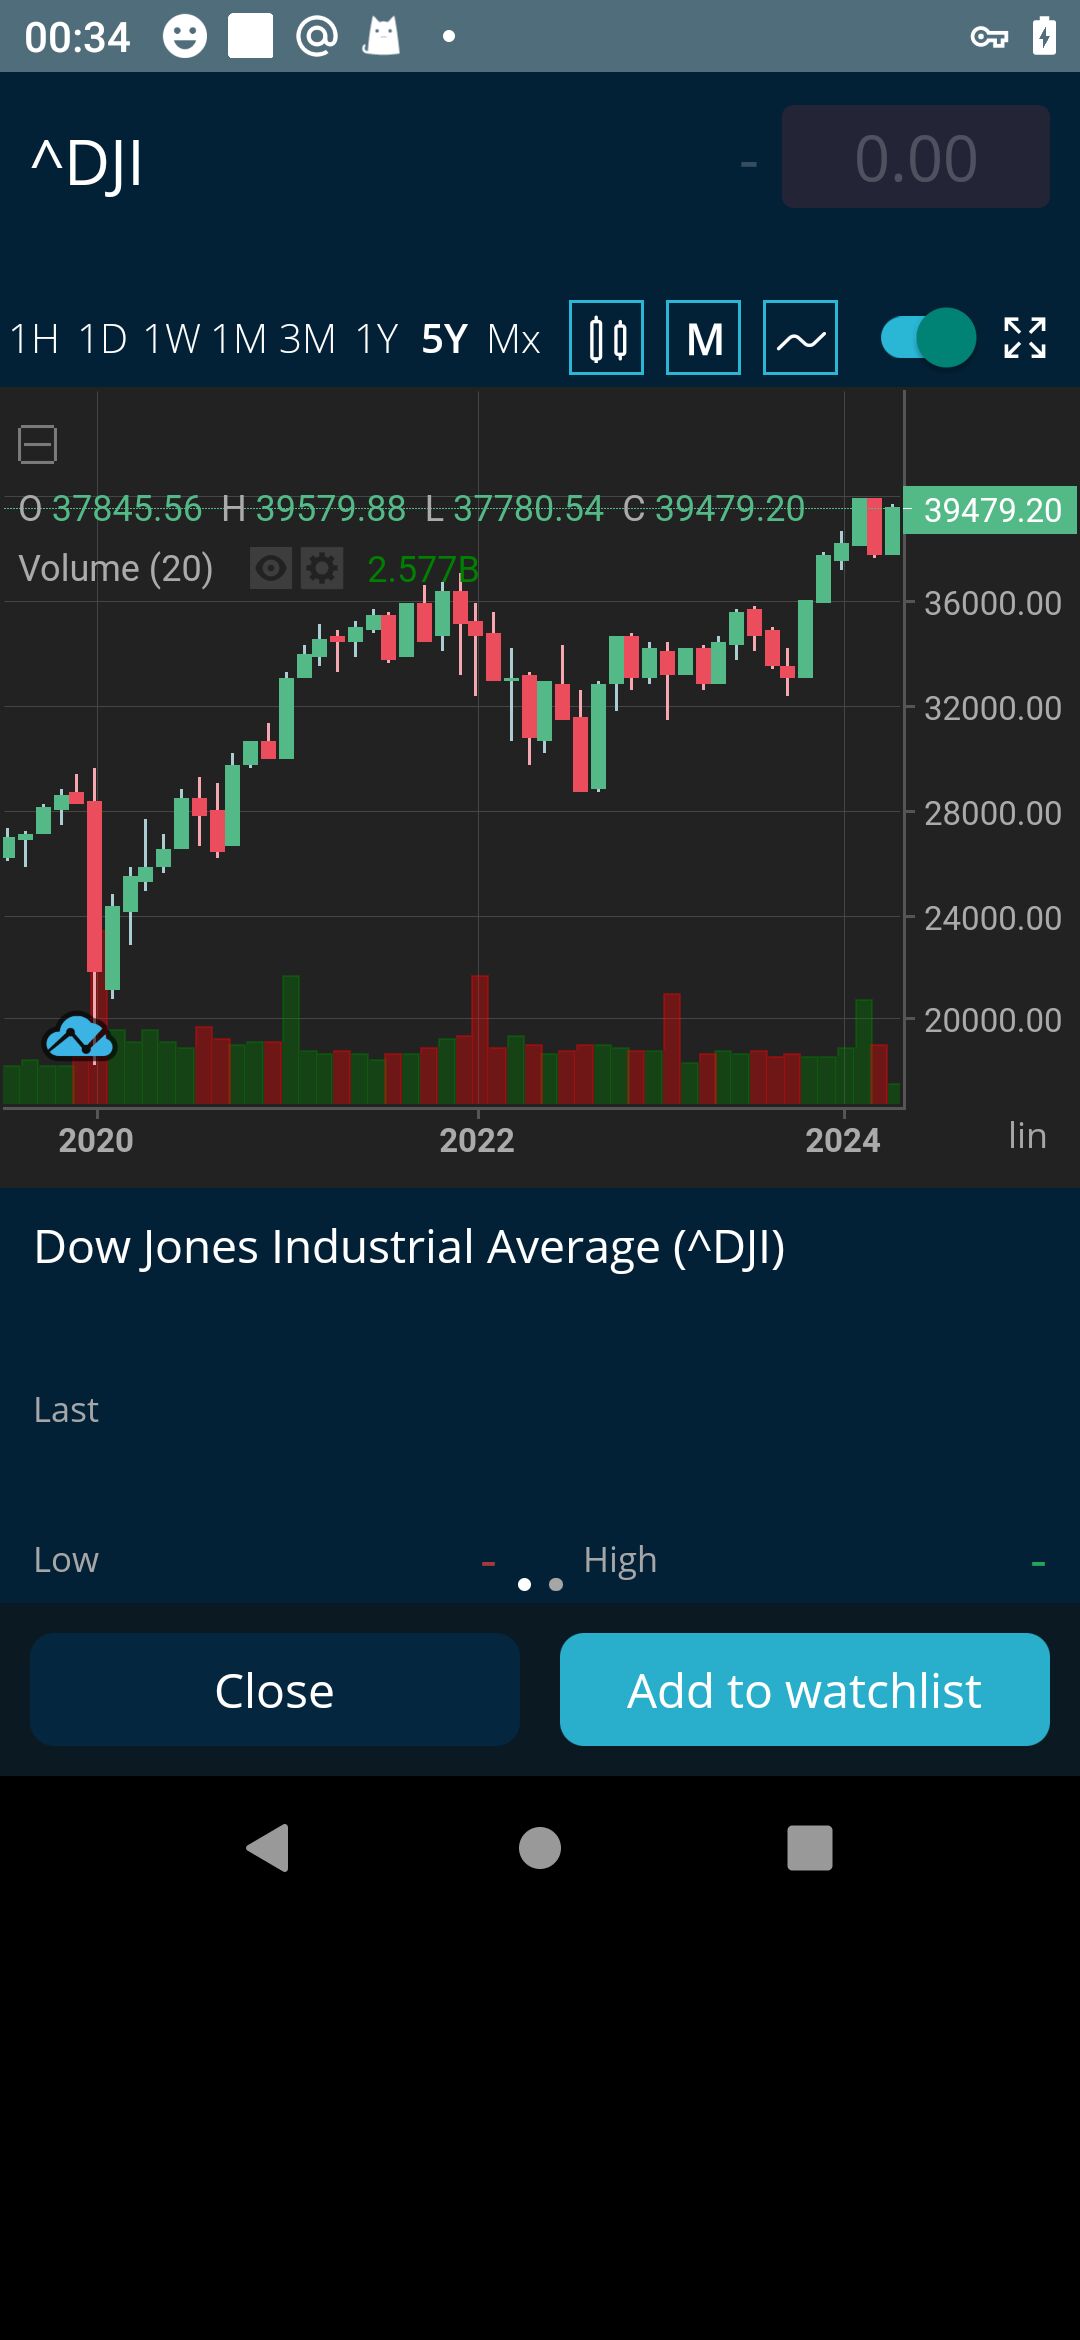 00:34
^DJI - 0.00
1H 1D 1W 1M 3M 1Y 5Y Mx M
O 37845.56 H 39579.88 L 37780.54 C 39479.20
39479.20
Volume (20) 2.577B
36000.00
32000.00
28000.00
24000.00
20000.00
2020 2022 2024 lin
Dow Jones Industrial Average (^DJI)
Last
Low - High -
Close Add to watchlist